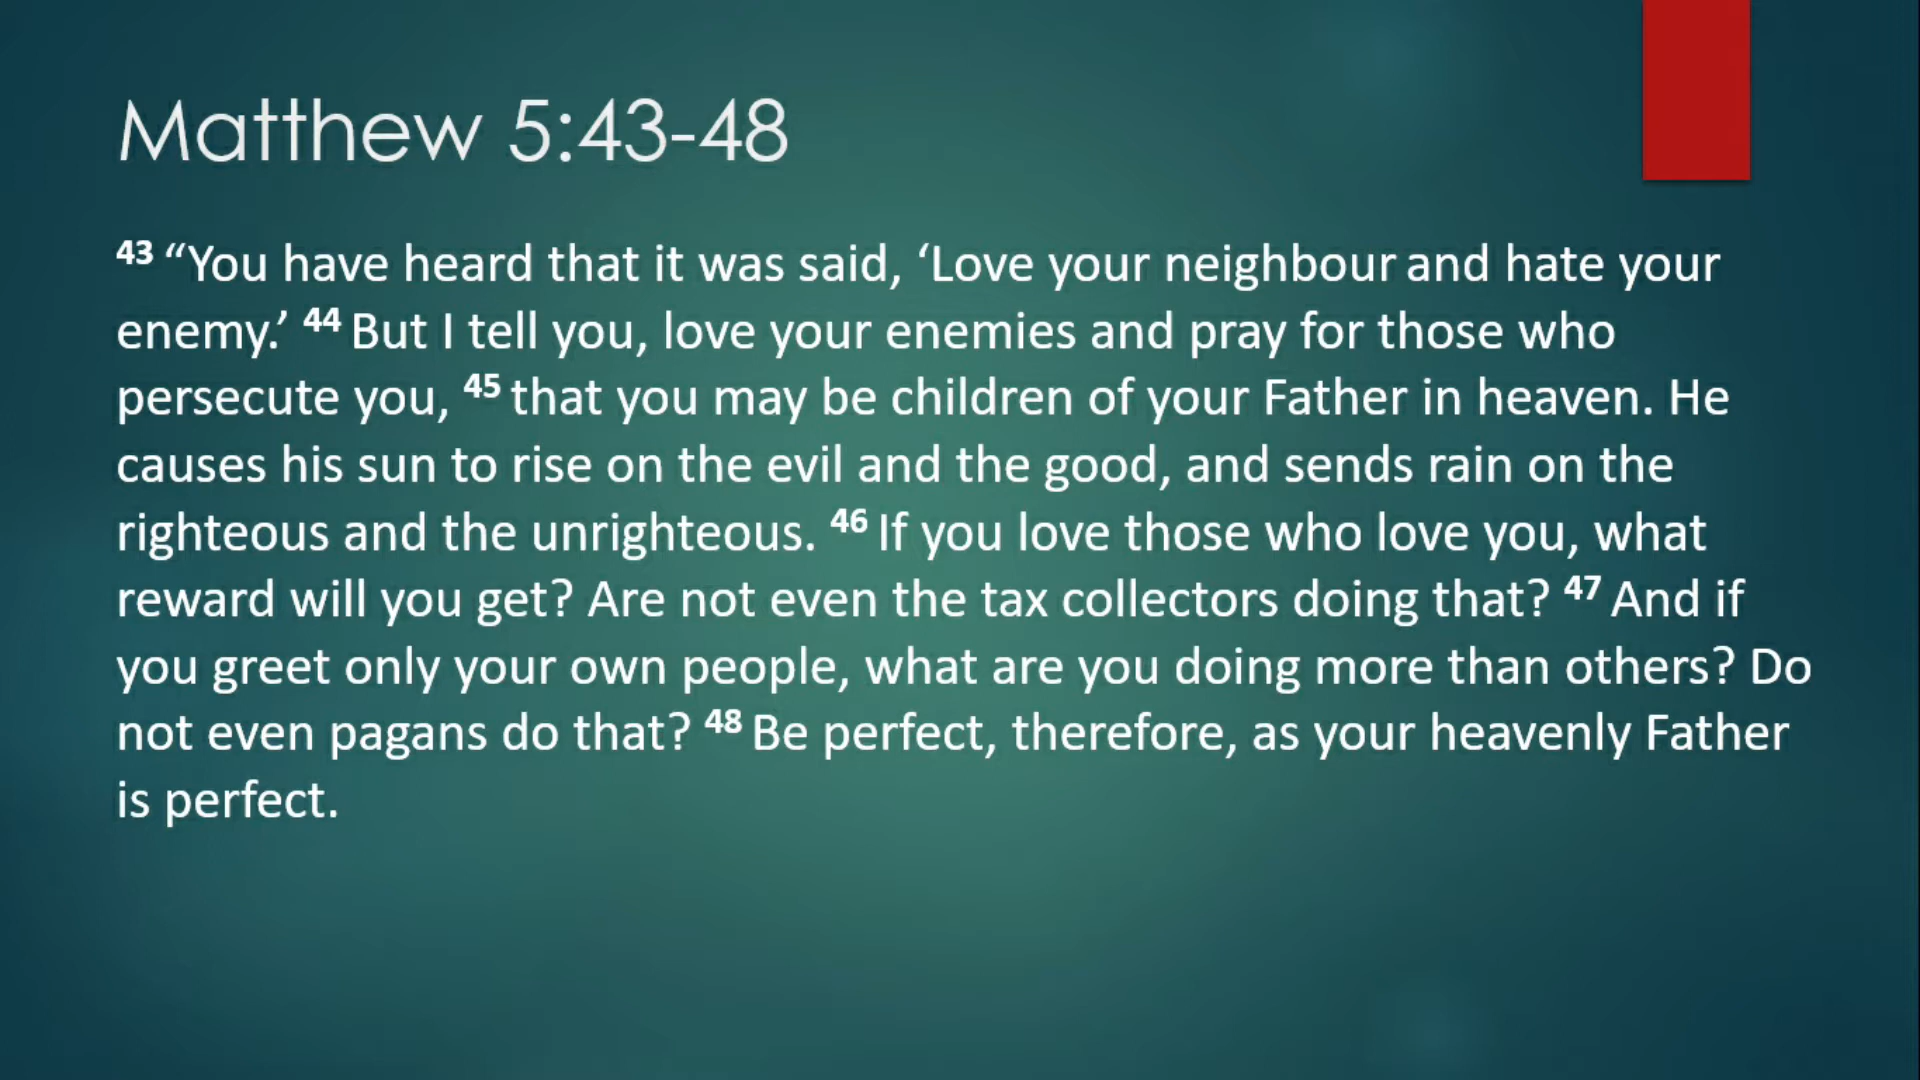 Matthew 5:43-48
43 “You have heard that it was said, ‘Love your neighbour and hate your
enemy.’ 44 But I tell you, love your enemies and pray for those who
persecute you, 45 that you may be children of your Father in heaven. He
causes his sun to rise on the evil and the good, and sends rain on the
righteous and the unrighteous. 46 If you love those who love you, what
reward will you get? Are not even the tax collectors doing that? 47 And if
you greet only your own people, what are you doing more than others? Do
not even pagans do that? 48 Be perfect, therefore, as your heavenly Father
is perfect.